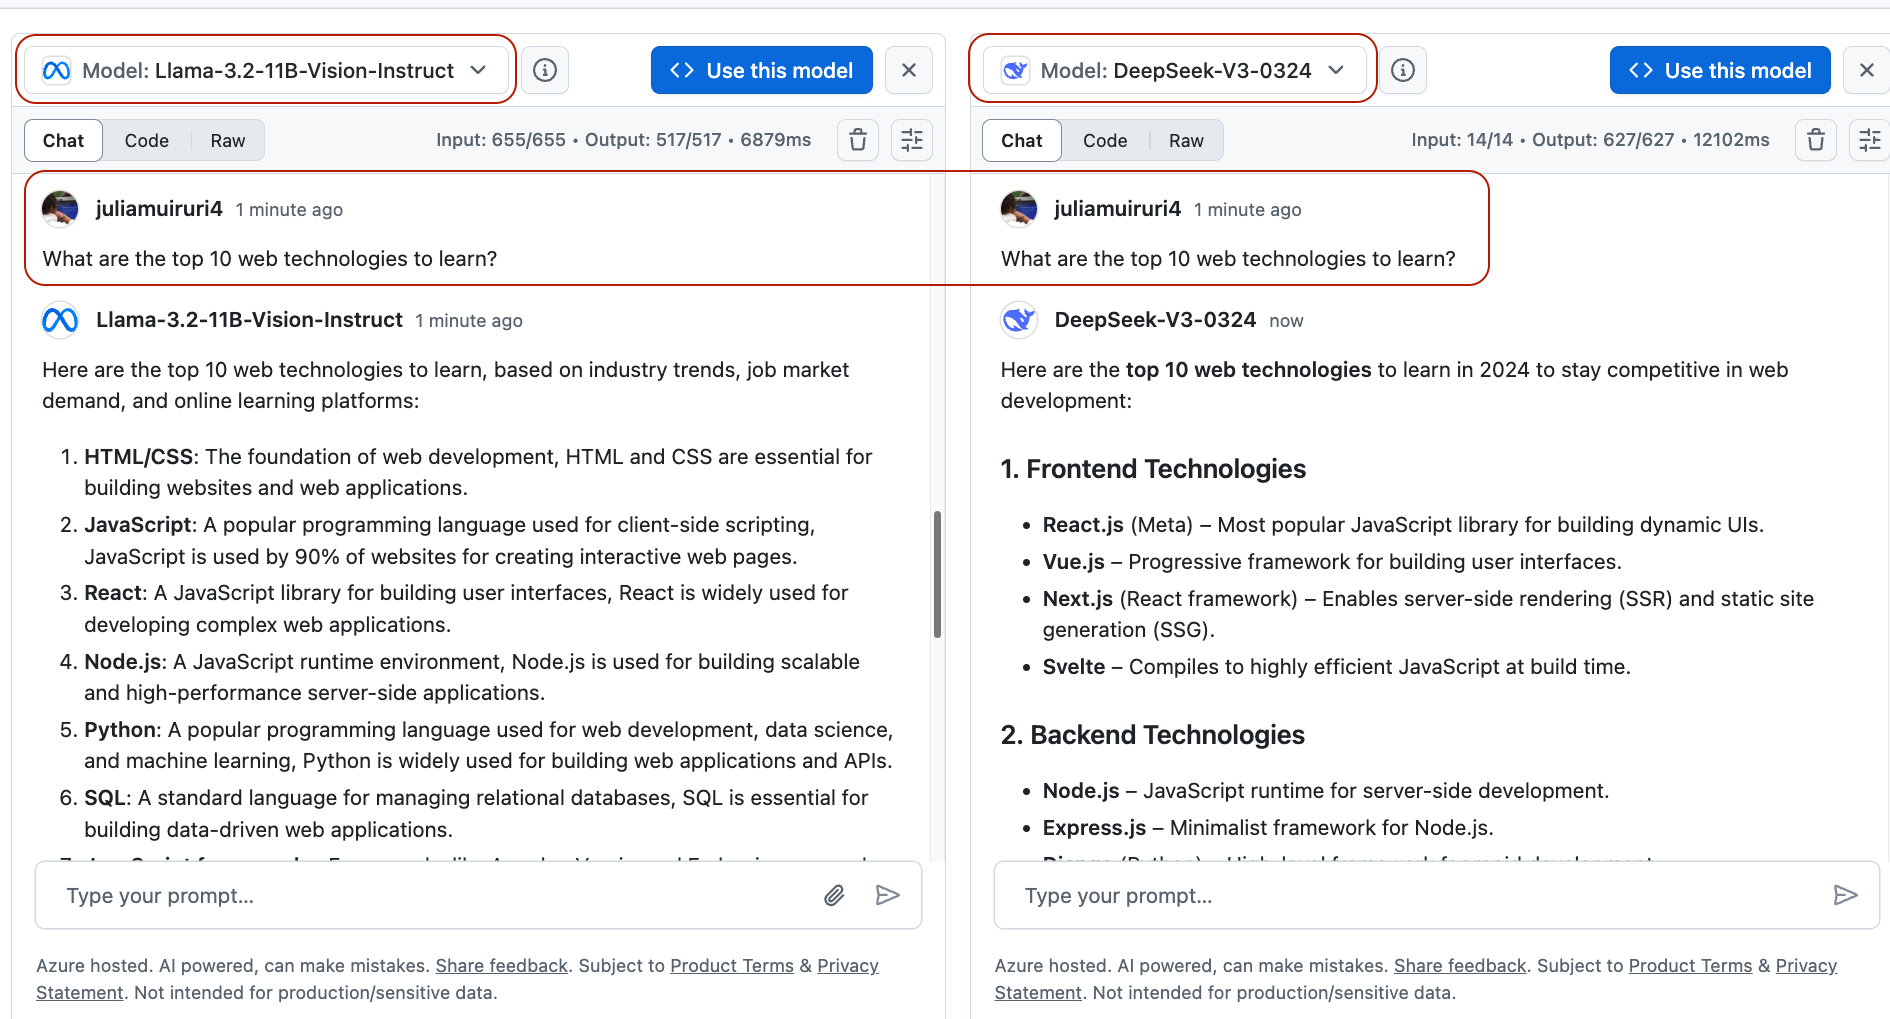 Model: Llama-3.2-11B-Vision-Instruct
Use this model
Chat
Code
Raw
Input: 655/655 • Output: 517/517 • 6879ms
juliamuiruri4 1 minute ago
What are the top 10 web technologies to learn?
Llama-3.2-11B-Vision-Instruct 1 minute ago
Here are the top 10 web technologies to learn, based on industry trends, job market
demand, and online learning platforms:
1. HTML/CSS: The foundation of web development, HTML and CSS are essential for
building websites and web applications.
2. JavaScript: A popular programming language used for client-side scripting,
JavaScript is used by 90% of websites for creating interactive web pages.
3. React: A JavaScript library for building user interfaces, React is widely used for
developing complex web applications.
4. Node.js: A JavaScript runtime environment, Node.js is used for building scalable
and high-performance server-side applications.
5. Python: A popular programming language used for web development, data science,
and machine learning, Python is widely used for building web applications and APIs.
6. SQL: A standard language for managing relational databases, SQL is essential for
building data-driven web applications.
Type your prompt...
Azure hosted. AI powered, can make mistakes. Share feedback. Subject to Product Terms & Privacy
Statement. Not intended for production/sensitive data.
Model: DeepSeek-V3-0324
Use this model
Chat
Code
Raw
Input: 14/14 • Output: 627/627 • 12102ms
juliamuiruri4 1 minute ago
What are the top 10 web technologies to learn?
DeepSeek-V3-0324 now
Here are the top 10 web technologies to learn in 2024 to stay competitive in web
development:
1. Frontend Technologies
• React.js (Meta) – Most popular JavaScript library for building dynamic UIs.
• Vue.js – Progressive framework for building user interfaces.
• Next.js (React framework) – Enables server-side rendering (SSR) and static site
generation (SSG).
• Svelte – Compiles to highly efficient JavaScript at build time.
2. Backend Technologies
• Node.js – JavaScript runtime for server-side development.
• Express.js – Minimalist framework for Node.js.
Type your prompt...
Azure hosted. AI powered, can make mistakes. Share feedback. Subject to Product Terms & Privacy
Statement. Not intended for production/sensitive data.